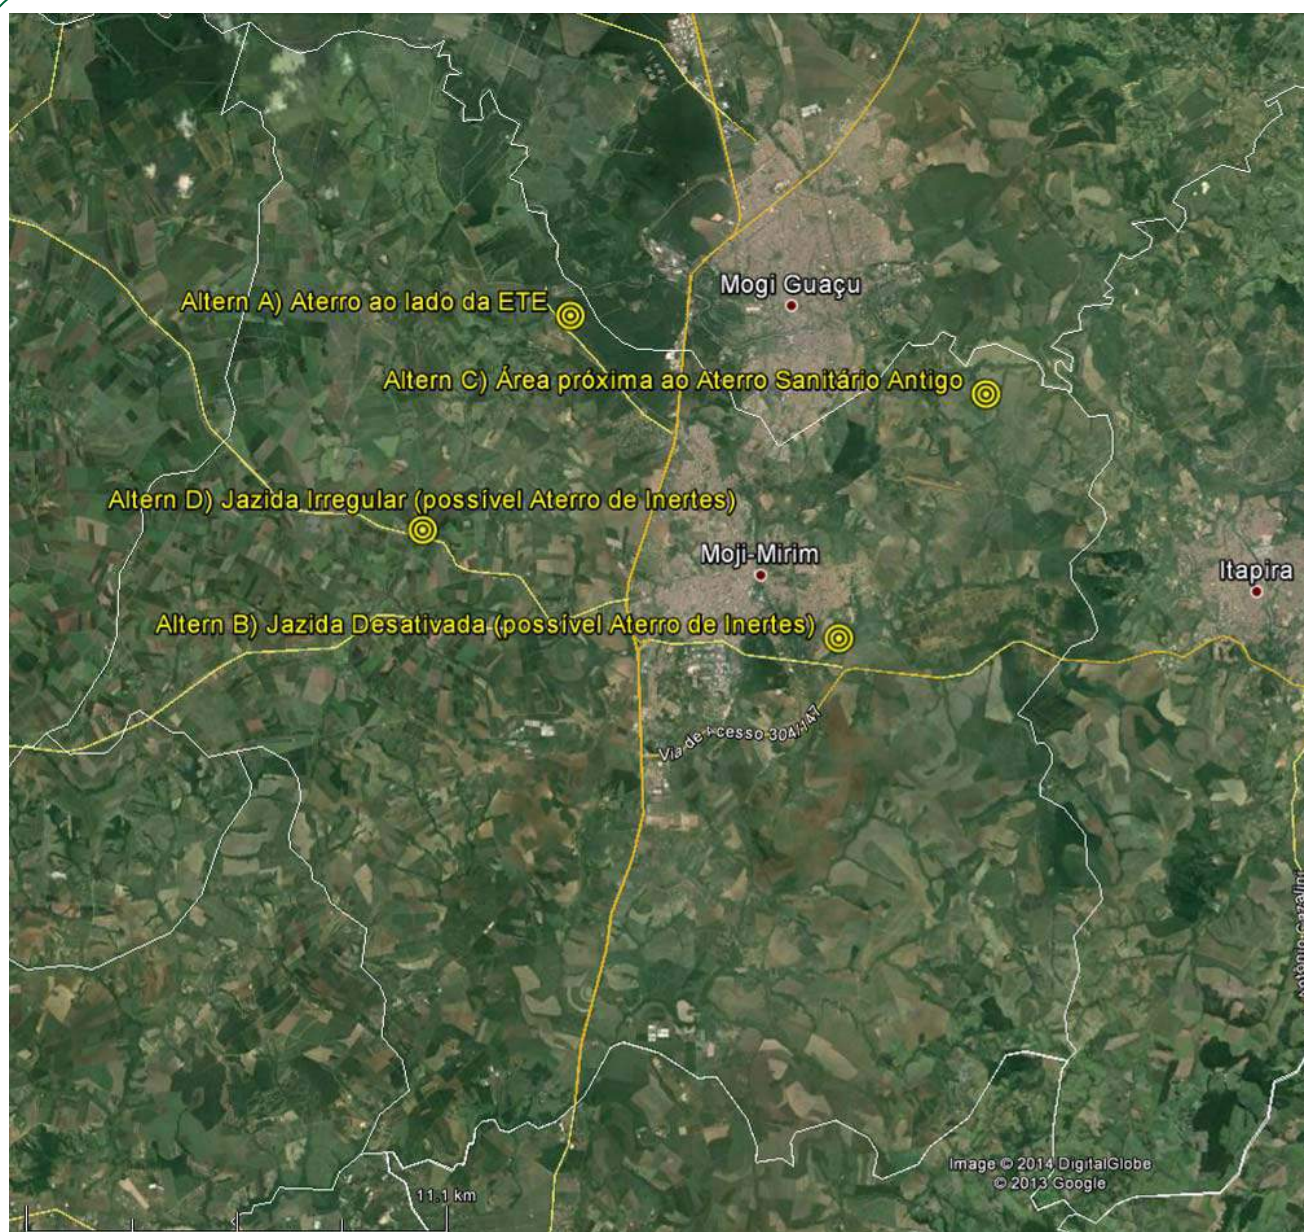 Mogi Guaçu
Altern A) Aterro ao lado da ETE
Altern C) Área próxima ao Aterro Sanitário Antigo
Altern D) Jazida Irregular (possível Aterro de Inertes)
Moji-Mirim
Itapira
Altern B) Jazida Desativada (possível Aterro de Inertes)
Via de Acesso 304/147
Image © 2014 DigitalGlobe
© 2013 Google
11.1 km